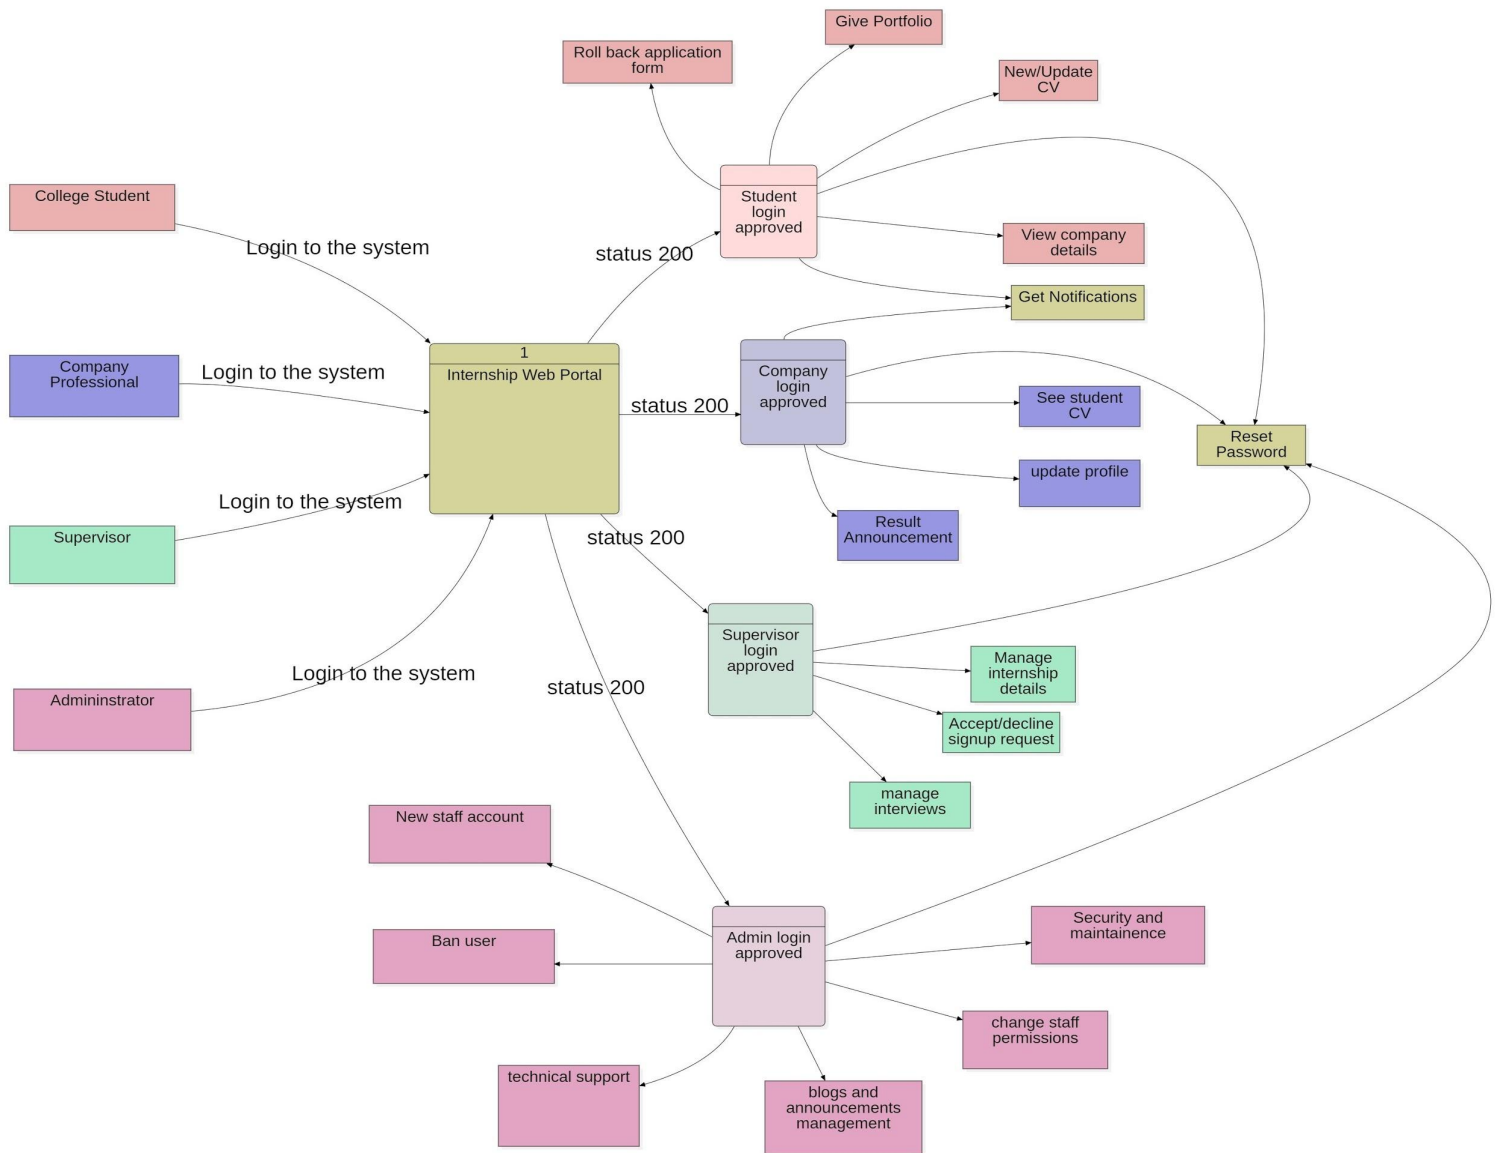 Give Portfolio
Roll back application
form
New/Update
CV
College Student
Student
login
approved
Login to the system
status 200
View company
details
Get Notifications
1
Internship Web Portal
Company
Professional
Login to the system
status 200
Company
login
approved
See student
CV
Reset
Password
update profile
Login to the system
Result
Announcement
Supervisor
status 200
Supervisor
login
approved
Manage
internship
details
Login to the system
status 200
Admininstrator
Accept/decline
signup request
manage
interviews
New staff account
Ban user
Admin login
approved
Security and
maintainence
change staff
permissions
technical support
blogs and
announcements
management